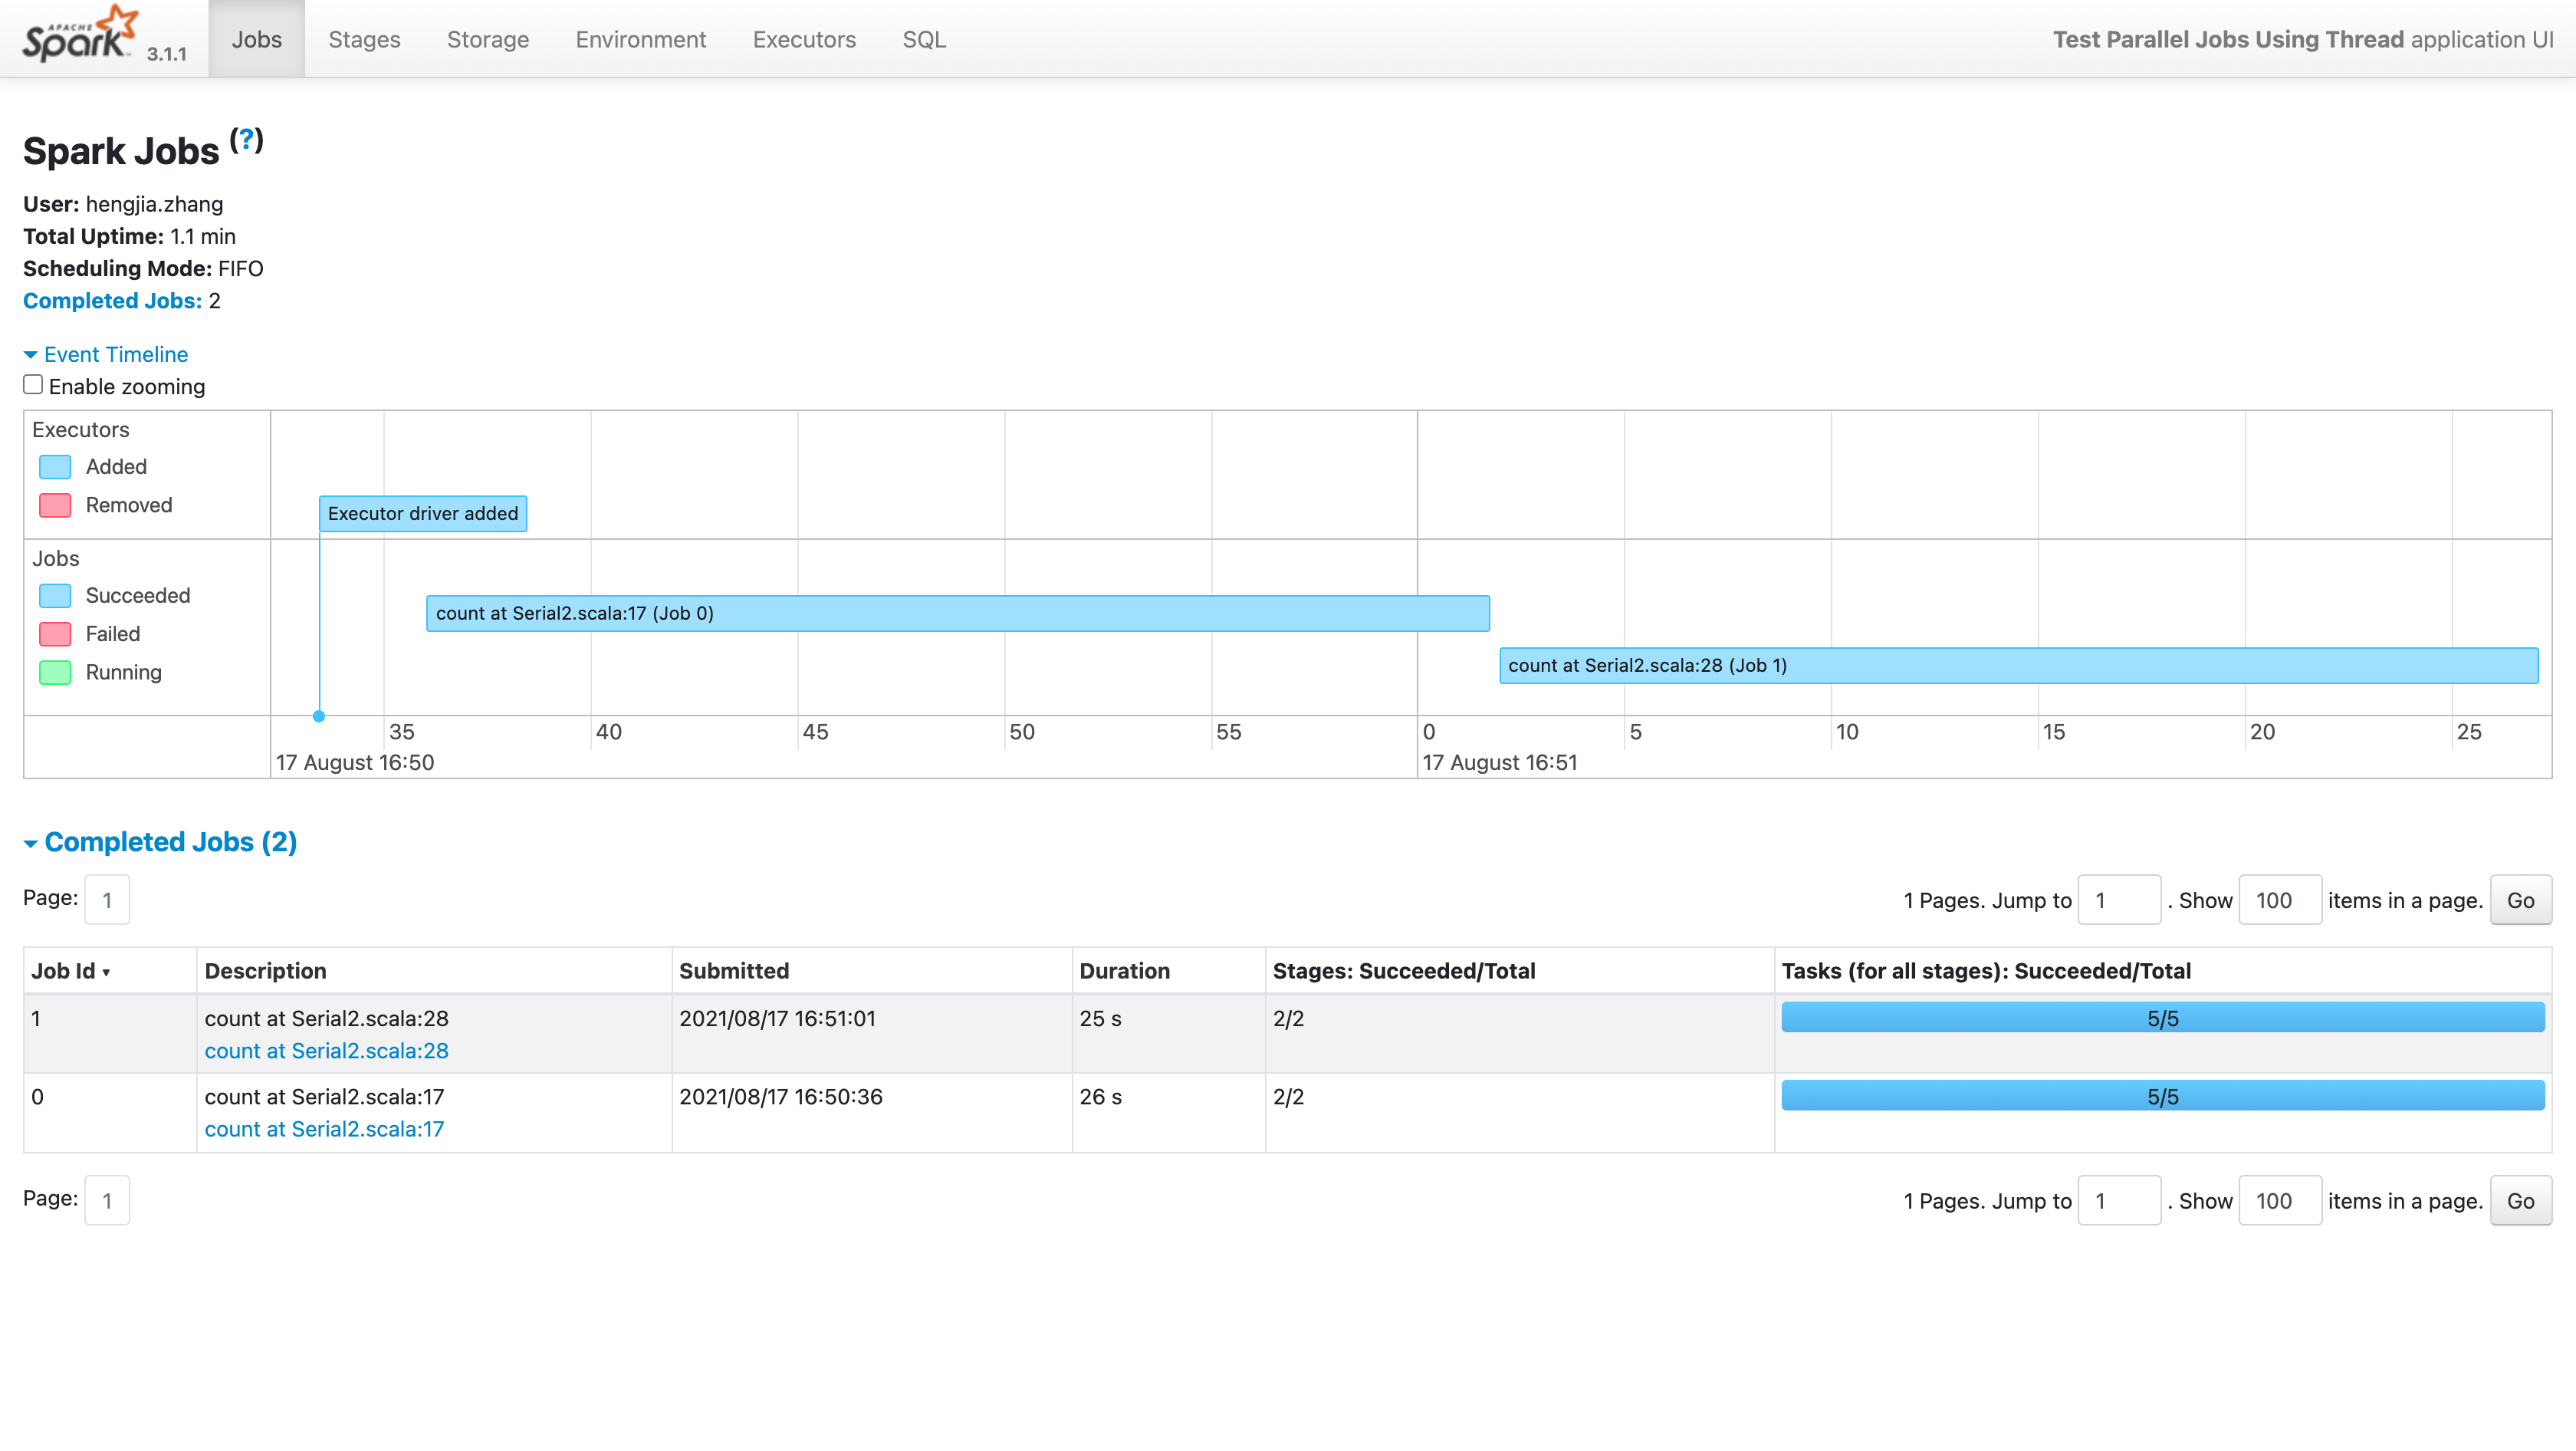 APACHE
Spark 3.1.1 Jobs Stages Storage Environment Executors SQL Test Parallel Jobs Using Thread application UI
Spark Jobs (?)
User: hengjia.zhang
Total Uptime: 1.1 min
Scheduling Mode: FIFO
Completed Jobs: 2
Event Timeline
Enable zooming
Executors
Added
Removed
Executor driver added
Jobs
Succeeded
Failed
Running
count at Serial2.scala:17 (Job 0)
count at Serial2.scala:28 (Job 1)
35 40 45 50 55 0 5 10 15 20 25
17 August 16:50 17 August 16:51
Completed Jobs (2)
Page: 1 1 Pages. Jump to 1 . Show 100 items in a page. Go
Job Id ▾ Description Submitted Duration Stages: Succeeded/Total Tasks (for all stages): Succeeded/Total
1 count at Serial2.scala:28 2021/08/17 16:51:01 25 s 2/2 5/5
count at Serial2.scala:28
0 count at Serial2.scala:17 2021/08/17 16:50:36 26 s 2/2 5/5
count at Serial2.scala:17
Page: 1 1 Pages. Jump to 1 . Show 100 items in a page. Go